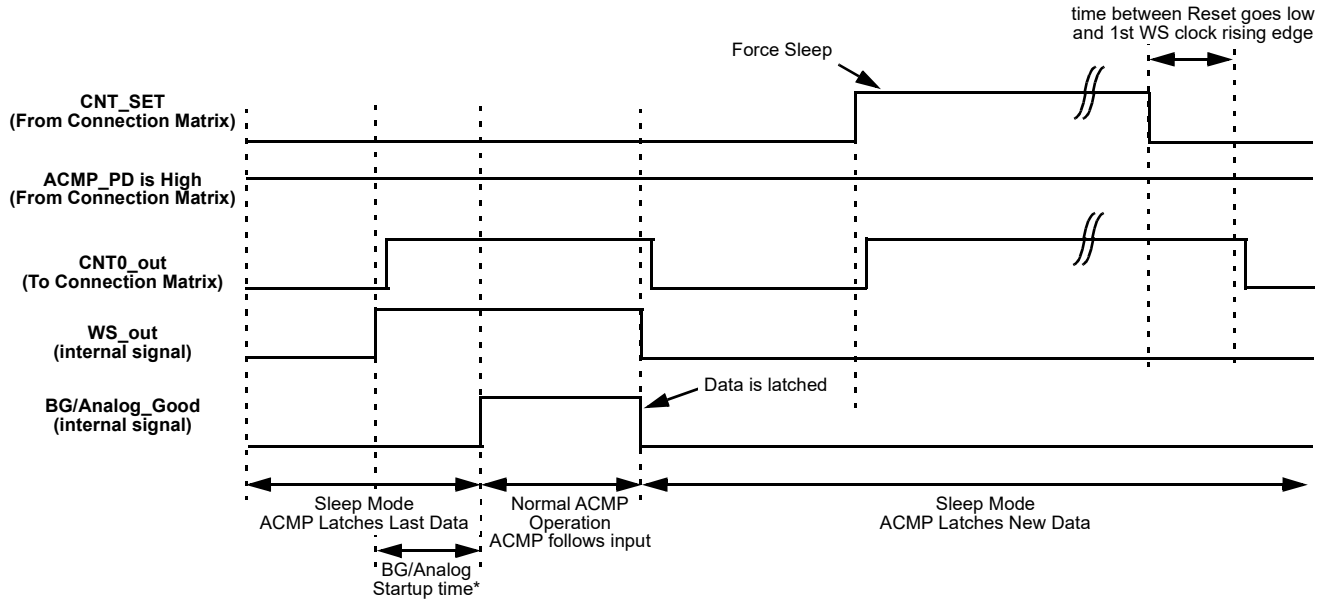 time between Reset goes low
and 1st WS clock rising edge
Force Sleep
CNT_SET
(From Connection Matrix)
ACMP_PD is High
(From Connection Matrix)
CNT0_out
(To Connection Matrix)
WS_out
(internal signal)
Data is latched
BG/Analog_Good
(internal signal)
Sleep Mode
ACMP Latches Last Data
Normal ACMP
Operation
ACMP follows input
Sleep Mode
ACMP Latches New Data
BG/Analog
Startup time*